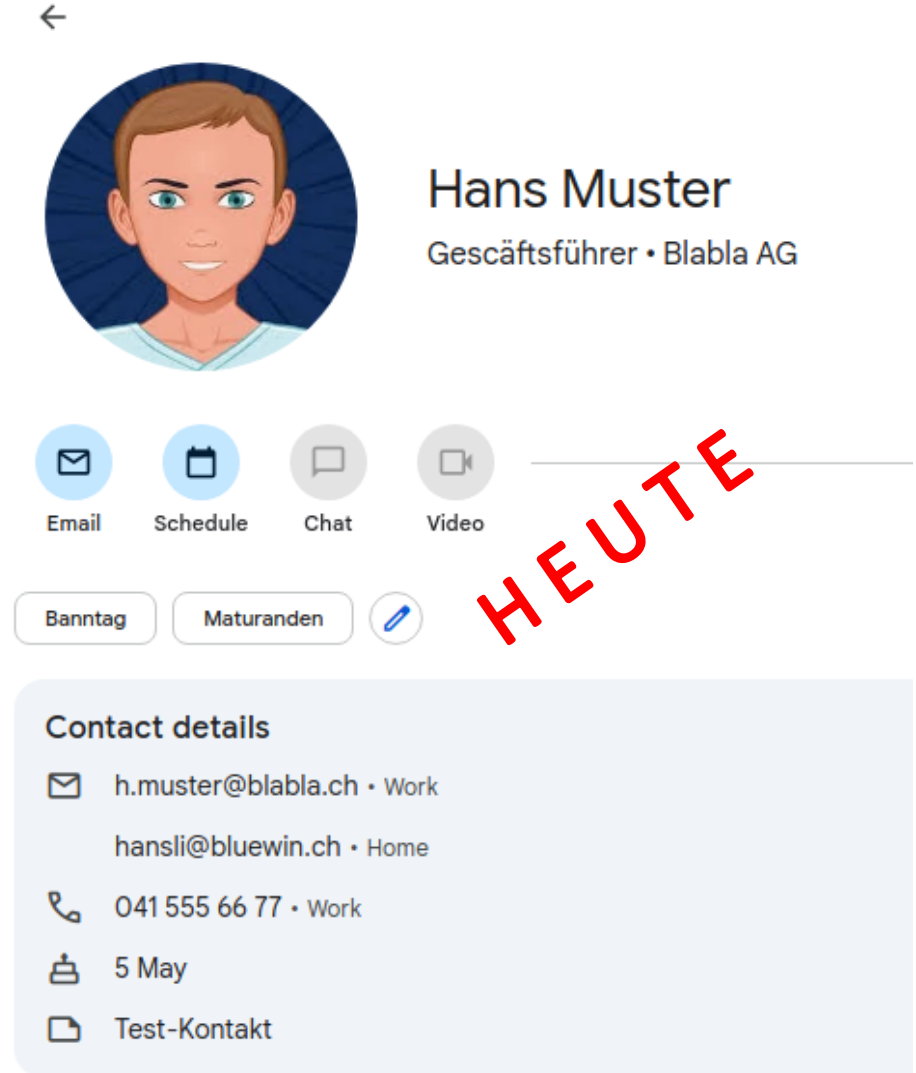 Hans Muster
Gescäftsführer • Blabla AG
Email Schedule Chat Video
HEUTE
Banntag Maturanden
Contact details
h.muster@blabla.ch • Work
hansli@bluewin.ch • Home
041 555 66 77 • Work
5 May
Test-Kontakt